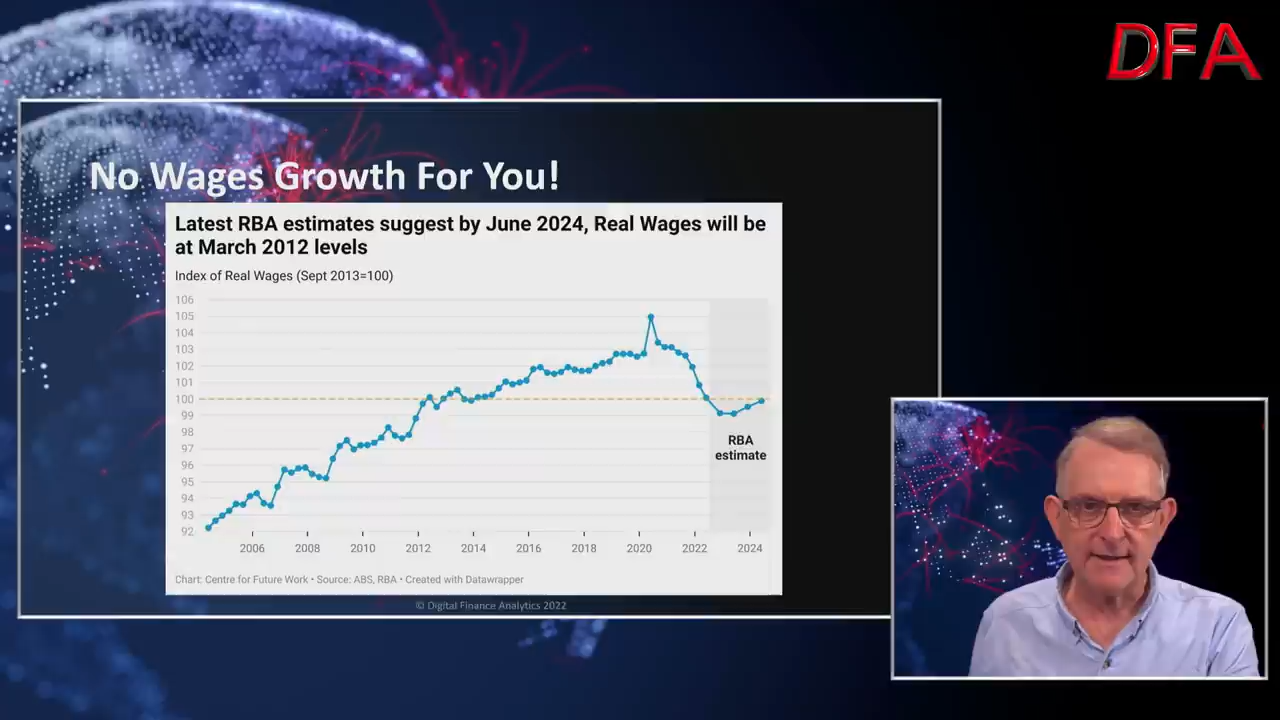 DFA
No Wages Growth For You!
Latest RBA estimates suggest by June 2024, Real Wages will be
at March 2012 levels
Index of Real Wages (Sept 2013=100)
106
105
104
103
102
101
100
99
98
97
96
95
94
93
92
RBA
estimate
2006 2008 2010 2012 2014 2016 2018 2020 2022 2024
Chart: Centre for Future Work • Source: ABS, RBA • Created with Datawrapper
© Digital Finance Analytics 2022